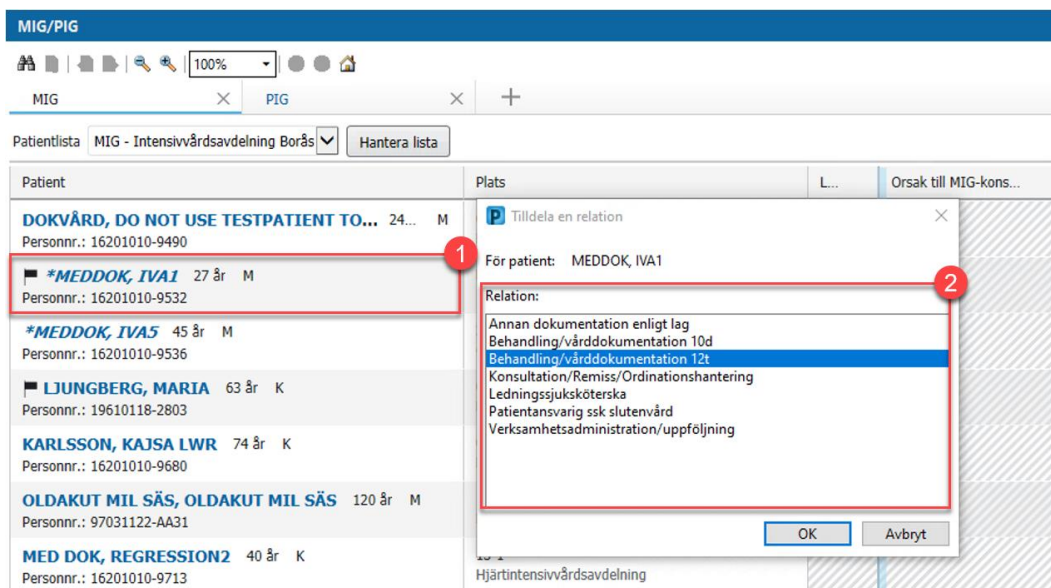 MIG/PIG
100%
MIG
PIG
Patientlista MIG - Intensivvårdsavdelning Borås Hantera lista
Patient Plats L... Orsak till MIG-kons...
DOKVÅRD, DO NOT USE TESTPATIENT TO... 24... M
Personnr.: 16201010-9490
*MEDDOK, IVA1 27 år M
Personnr.: 16201010-9532
*MEDDOK, IVA5 45 år M
Personnr.: 16201010-9536
LJUNGBERG, MARIA 63 år K
Personnr.: 19610118-2803
KARLSSON, KAJSA LWR 74 år K
Personnr.: 16201010-9680
OLDAKUT MIL SÄS, OLDAKUT MIL SÄS 120 år M
Personnr.: 97031122-AA31
MED DOK, REGRESSION2 40 år K
Personnr.: 16201010-9713
1
P Tilldela en relation
För patient: MEDDOK, IVA1
2
Relation:
Annan dokumentation enligt lag
Behandling/vårddokumentation 10d
Behandling/vårddokumentation 12t
Konsultation/Remiss/Ordinationshantering
Ledningssjuksköterska
Patientansvarig ssk slutenvård
Verksamhetsadministration/uppföljning
OK Avbryt
Hjärtintensivvårdsavdelning